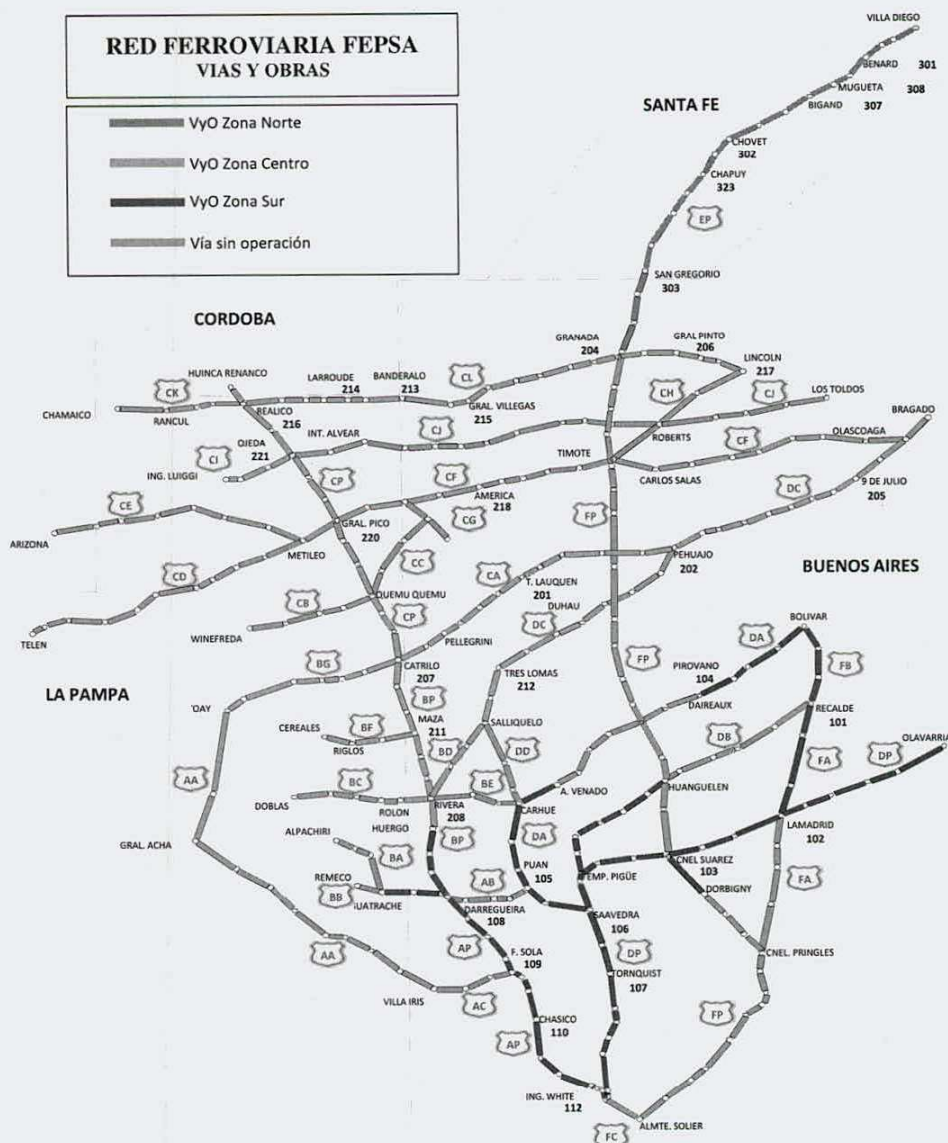 RED FERROVIARIA FEPSA
VIAS Y OBRAS
VyO Zona Norte
VyO Zona Centro
VyO Zona Sur
Vía sin operación
VILLA DIEGO
BENARD 301
MUGUETA 308
BIGAND 307
SANTA FE
CHOVET
302
CHAPUY
323
EP
SAN GREGORIO
303
CORDOBA
GRANADA
204
GRAL PINTO
206
LINCOLN
217
HUINCA RENANCO
LARROUDE
214
BANDERALO
213
CL
CK
CHAMAICO
RANCUL
REALICO
216
GRAL. VILLEGAS
215
CH
CJ
LOS TOLDOS
BRAGADO
OJEDA
221
INT. ALVEAR
CJ
ROBERTS
CF
OLASCOAGA
CI
ING. LUIGGI
CP
CF
TIMOTE
CARLOS SALAS
AMERICA
218
9 DE JULIO
205
DC
CE
ARIZONA
GRAL. PICO
220
CG
FP
METILEO
CC
PEHUAJO
202
CD
CA
T. LAUQUEN
201
BUENOS AIRES
QUEMU QUEMU
CB
CP
DUHAU
DC
WINEFREDA
TELEN
PELLEGRINI
BOLIVAR
DA
BG
CATRILO
207
TRES LOMAS
212
FP
PIROVANO
104
FB
LA PAMPA
BP
DAIREAUX
'OAY
CEREALES
BF
RIGLOS
MAZA
211
SALLIQUELO
RECALDE
101
BD
DD
DB
OLAVARRIA
DP
FA
AA
BC
BE
A. VENADO
HUANGUELEN
DOBLAS
ROLON
RIVERA
208
CARHUE
LAMADRID
102
HUERGO
ALPACHIRI
BP
DA
GRAL. ACHA
BA
PUAN
105
CNEL SUAREZ
103
REMECO
AB
EMP. PIGÜE
DORBIGNY
FA
BB
GUATRACHE
DARREGUEIRA
108
SAAVEDRA
106
AP
DP
CNEL. PRINGLES
AA
F. SOLA
109
TORNQUIST
107
VILLA IRIS
AC
FP
CHASICO
110
AP
ING. WHITE
112
ALMTE. SOLIER
FC